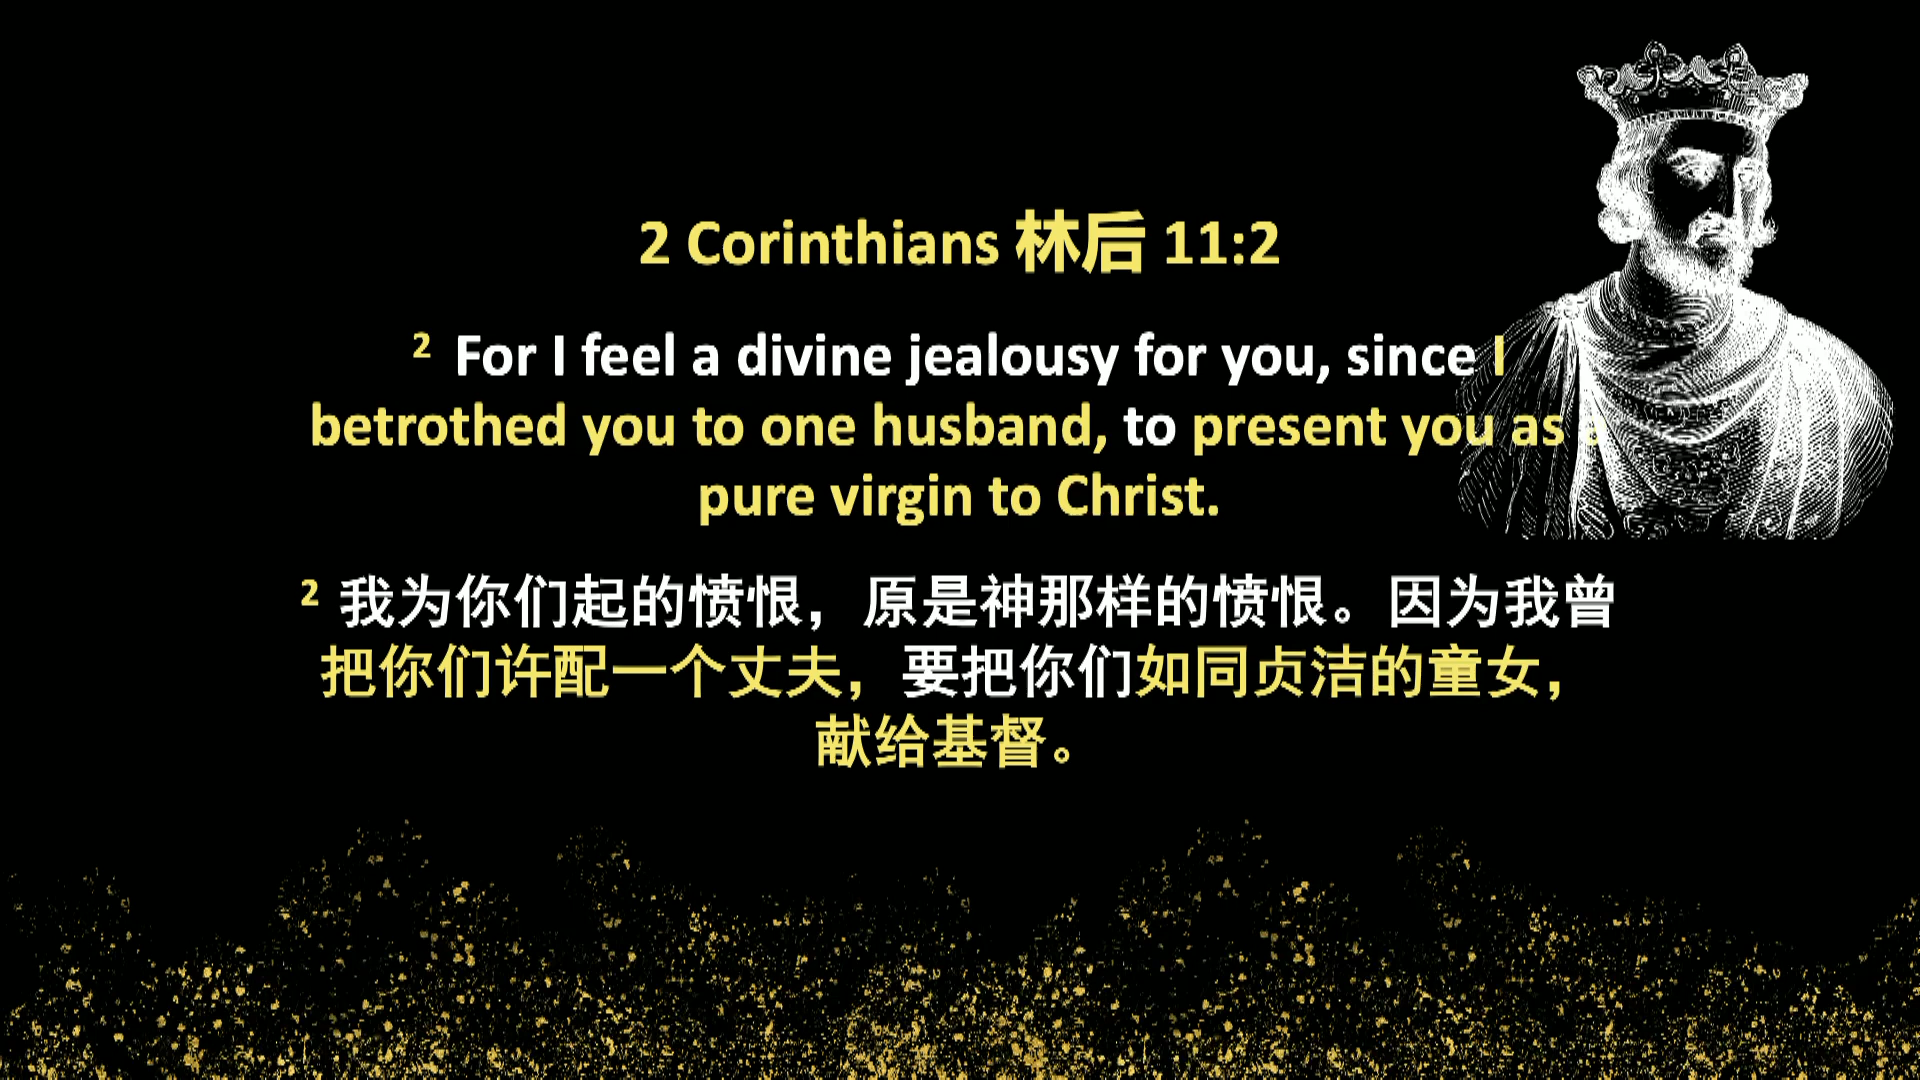 2 Corinthians 林后 11:2
2 For I feel a divine jealousy for you, since I
betrothed you to one husband, to present you as a
pure virgin to Christ.
2 我为你们起的愤恨，原是神那样的愤恨。因为我曾
把你们许配一个丈夫，要把你们如同贞洁的童女，
献给基督。